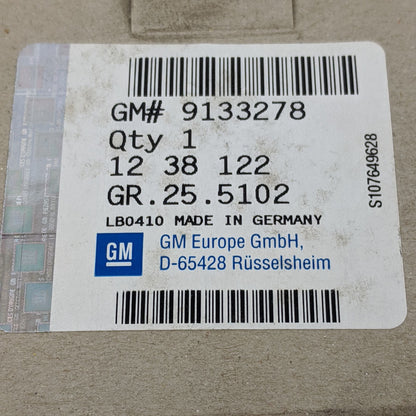 GM# 9133278
Qty 1
12 38 122
GR.25.5102
LB0410 MADE IN GERMANY
GM
GM Europe GmbH,
D-65428 Rüsselsheim
S107649628